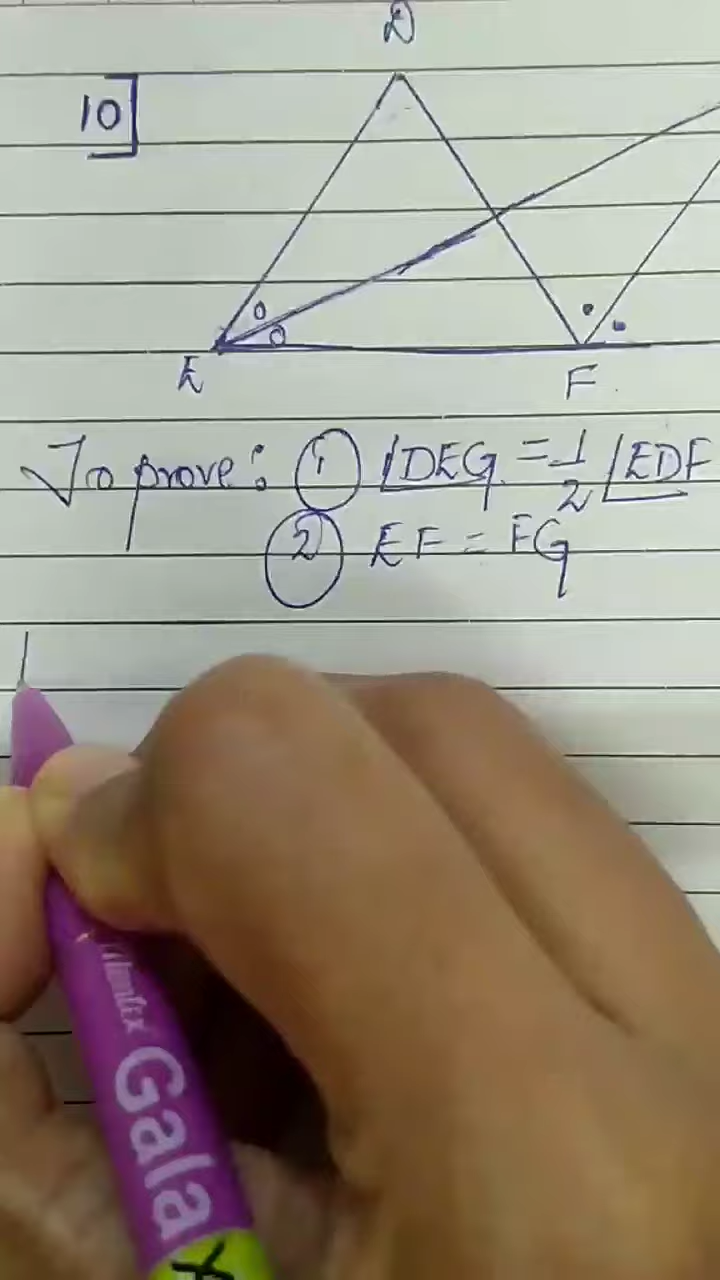 D
10
E
F
To prove: 1 ∠DEG = 1/2 ∠EDF
2 EF = FG
Gala